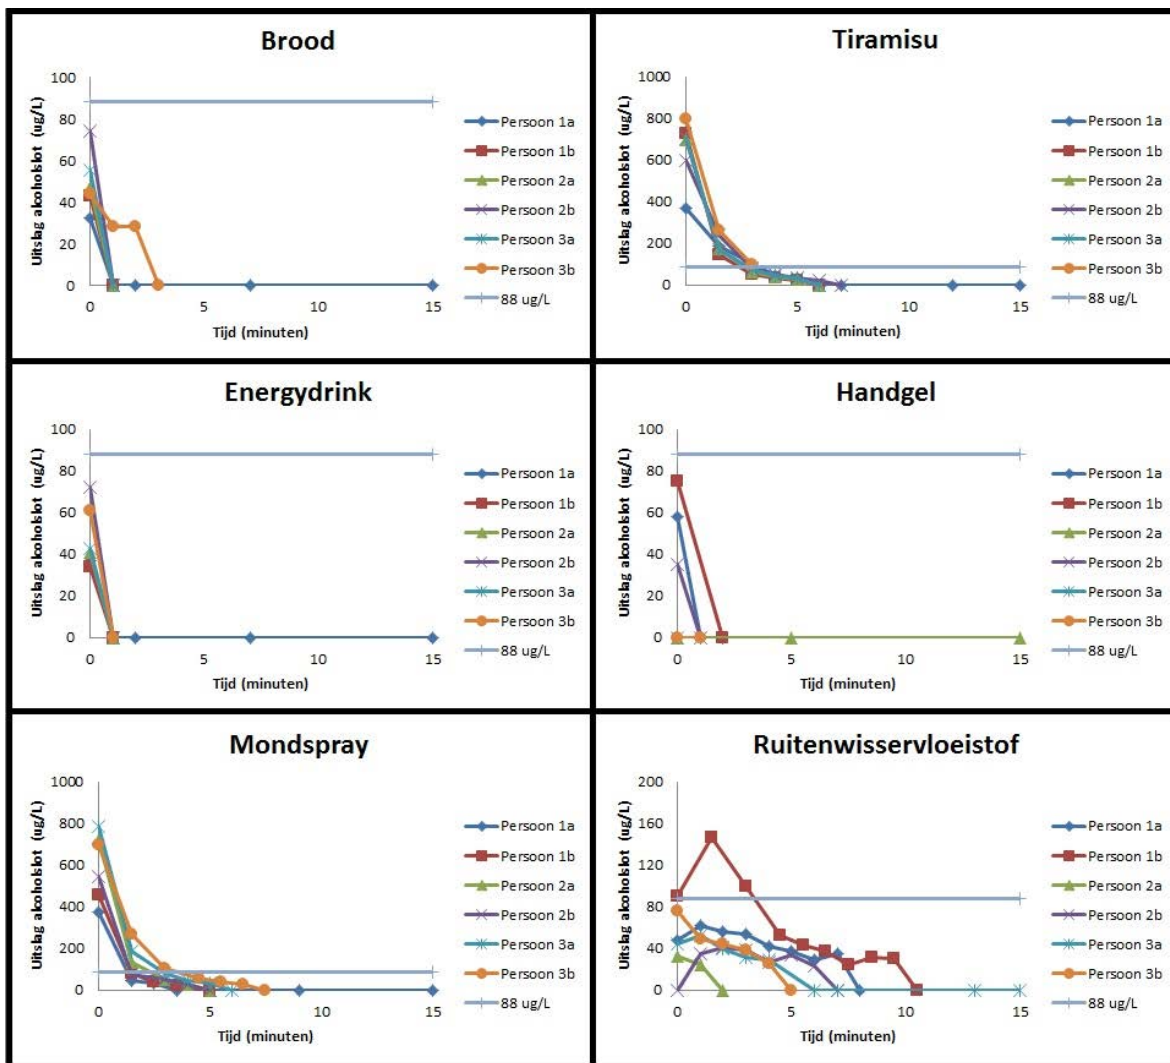 Brood
Uitslag alkoholslot (ug/L)
100
80
60
40
20
0
0 5 10 15
Tijd (minuten)
Persoon 1a
Persoon 1b
Persoon 2a
Persoon 2b
Persoon 3a
Persoon 3b
88 ug/L
Tiramisu
Uitslag alkoholslot (ug/L)
1000
800
600
400
200
0
0 5 10 15
Tijd (minuten)
Persoon 1a
Persoon 1b
Persoon 2a
Persoon 2b
Persoon 3a
Persoon 3b
88 ug/L
Energydrink
Uitslag alkoholslot (ug/L)
100
80
60
40
20
0
0 5 10 15
Tijd (minuten)
Persoon 1a
Persoon 1b
Persoon 2a
Persoon 2b
Persoon 3a
Persoon 3b
88 ug/L
Handgel
Uitslag alkoholslot (ug/L)
100
80
60
40
20
0
0 5 10 15
Tijd (minuten)
Persoon 1a
Persoon 1b
Persoon 2a
Persoon 2b
Persoon 3a
Persoon 3b
88 ug/L
Mondspray
Uitslag alkoholslot (ug/L)
1000
800
600
400
200
0
0 5 10 15
Tijd (minuten)
Persoon 1a
Persoon 1b
Persoon 2a
Persoon 2b
Persoon 3a
Persoon 3b
88 ug/L
Ruitenwisservloeistof
Uitslag alkoholslot (ug/L)
200
160
120
80
40
0
0 5 10 15
Tijd (minuten)
Persoon 1a
Persoon 1b
Persoon 2a
Persoon 2b
Persoon 3a
Persoon 3b
88 ug/L